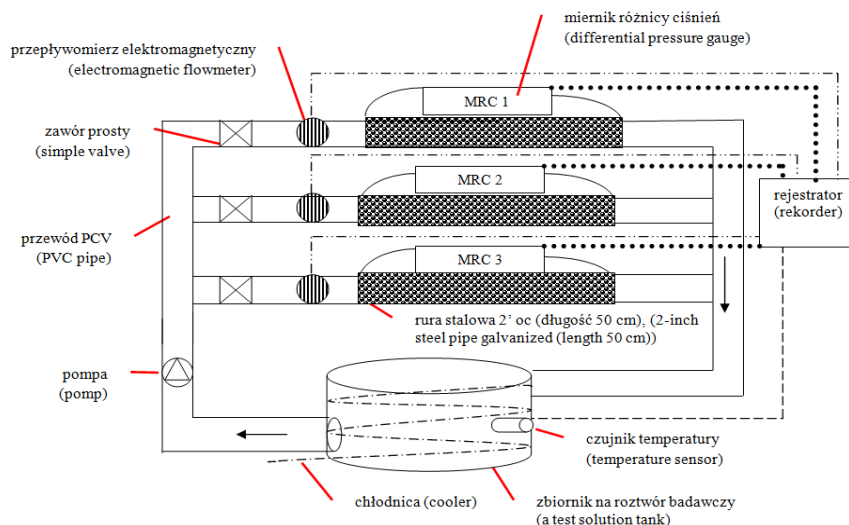 miernik różnicy ciśnień
(differential pressure gauge)
przepływomierz elektromagnetyczny
(electromagnetic flowmeter)
MRC 1
zawór prosty
(simple valve)
MRC 2
rejestrator
(rekorder)
przewód PCV
(PVC pipe)
MRC 3
rura stalowa 2' oc (długość 50 cm), (2-inch
steel pipe galvanized (length 50 cm))
pompa
(pomp)
czujnik temperatury
(temperature sensor)
chłodnica (cooler)
zbiornik na roztwór badawczy
(a test solution tank)